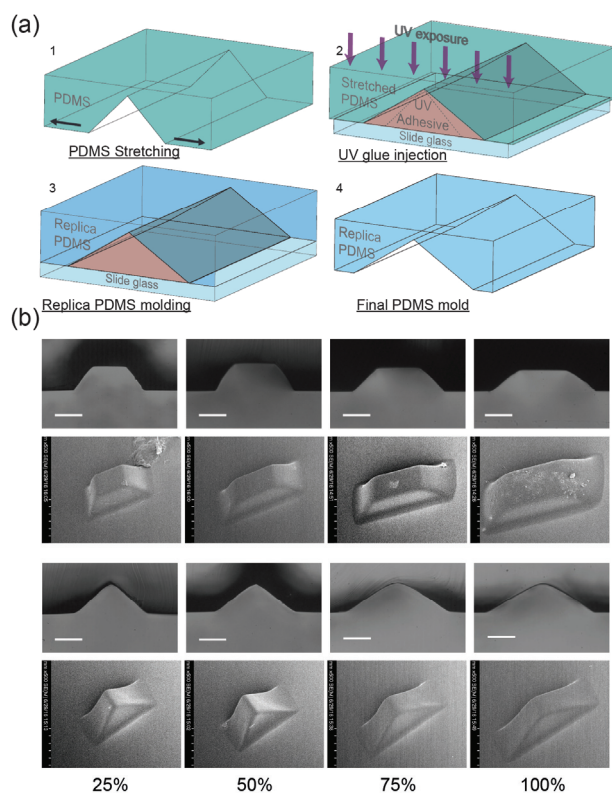 (a)
1
PDMS
PDMS Stretching
2
UV exposure
Stretched
PDMS
UV
Adhesive
Slide glass
UV glue injection
3
Replica
PDMS
Slide glass
Replica PDMS molding
4
Replica
PDMS
Final PDMS mold
(b)
25%
50%
75%
100%